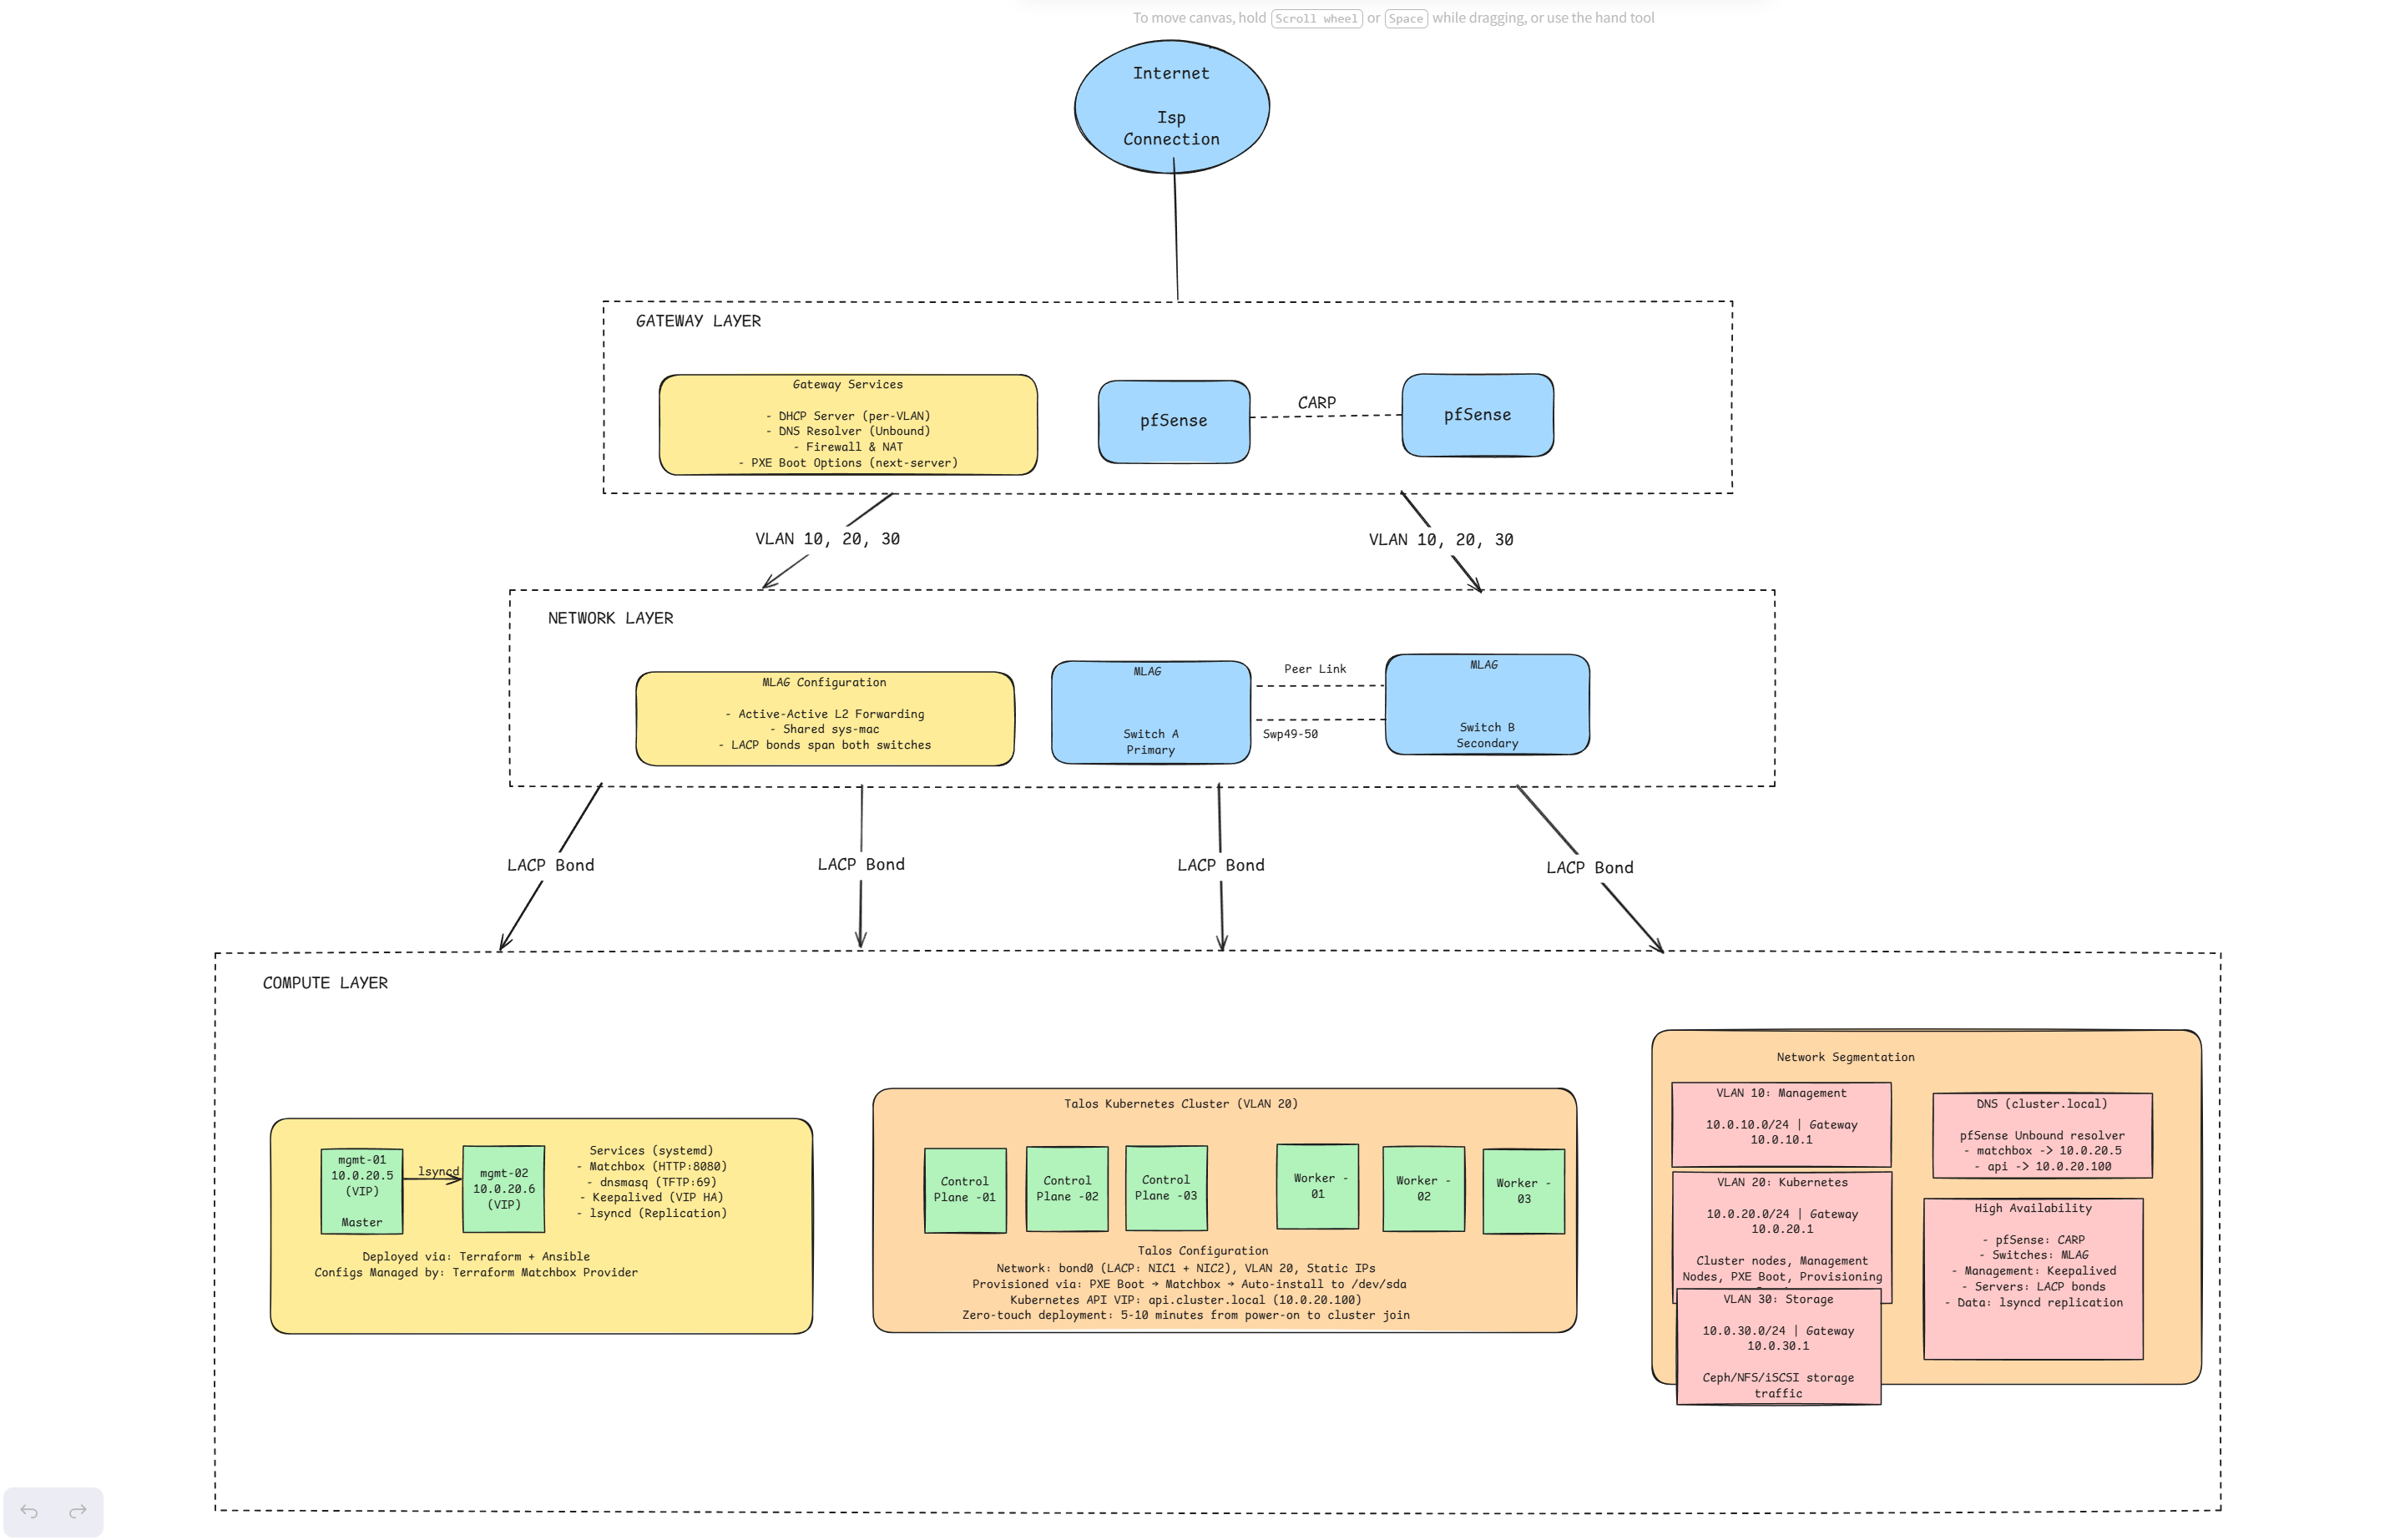 To move canvas, hold Scroll wheel or Space while dragging, or use the hand tool
Internet
Isp
Connection
GATEWAY LAYER
Gateway Services
- DHCP Server (per-VLAN)
- DNS Resolver (Unbound)
- Firewall & NAT
- PXE Boot Options (next-server)
pfSense
CARP
pfSense
VLAN 10, 20, 30
VLAN 10, 20, 30
NETWORK LAYER
MLAG Configuration
- Active-Active L2 Forwarding
- Shared sys-mac
- LACP bonds span both switches
MLAG
Switch A
Primary
Peer Link
Swp49-50
MLAG
Switch B
Secondary
LACP Bond
LACP Bond
LACP Bond
LACP Bond
COMPUTE LAYER
mgmt-01
10.0.20.5
(VIP)
Master
lsyncd
mgmt-02
10.0.20.6
(VIP)
Services (systemd)
- Matchbox (HTTP:8080)
- dnsmasq (TFTP:69)
- Keepalived (VIP HA)
- lsyncd (Replication)
Deployed via: Terraform + Ansible
Configs Managed by: Terraform Matchbox Provider
Talos Kubernetes Cluster (VLAN 20)
Control
Plane -01
Control
Plane -02
Control
Plane -03
Worker -
01
Worker -
02
Worker -
03
Talos Configuration
Network: bond0 (LACP: NIC1 + NIC2), VLAN 20, Static IPs
Provisioned via: PXE Boot → Matchbox → Auto-install to /dev/sda
Kubernetes API VIP: api.cluster.local (10.0.20.100)
Zero-touch deployment: 5-10 minutes from power-on to cluster join
Network Segmentation
VLAN 10: Management
10.0.10.0/24 | Gateway
10.0.10.1
VLAN 20: Kubernetes
10.0.20.0/24 | Gateway
10.0.20.1
Cluster nodes, Management
Nodes, PXE Boot, Provisioning
VLAN 30: Storage
10.0.30.0/24 | Gateway
10.0.30.1
Ceph/NFS/iSCSI storage
traffic
DNS (cluster.local)
pfSense Unbound resolver
- matchbox -> 10.0.20.5
- api -> 10.0.20.100
High Availability
- pfSense: CARP
- Switches: MLAG
- Management: Keepalived
- Servers: LACP bonds
- Data: lsyncd replication